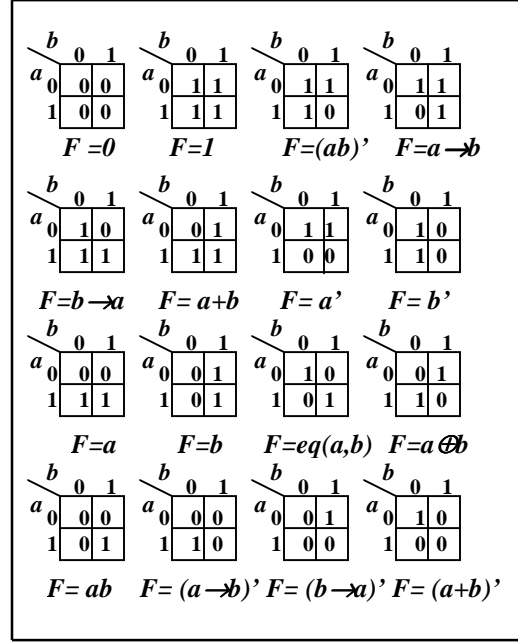 b b b b
0 1 0 1 0 1 0 1
a a a a
0 0 0 0 1 1 0 1 1 0 1 1
1 0 0 1 1 1 1 1 0 1 0 1
F =0 F=1 F=(ab)’ F=a→b
b b b b
0 1 0 1 0 1 0 1
a a a a
0 1 0 0 0 1 0 1 1 0 1 0
1 1 1 1 1 1 1 0 0 1 1 0
F=b→a F= a+b F= a’ F= b’
b b b b
0 1 0 1 0 1 0 1
a a a a
0 0 0 0 0 1 0 1 0 0 0 1
1 1 1 1 0 1 1 0 1 1 1 0
F=a F=b F=eq(a,b) F=a⊕b
b b b b
0 1 0 1 0 1 0 1
a a a a
0 0 0 0 0 0 0 0 1 0 1 0
1 0 1 1 1 0 1 0 0 1 0 0
F= ab F= (a→b)’ F= (b→a)’ F= (a+b)’